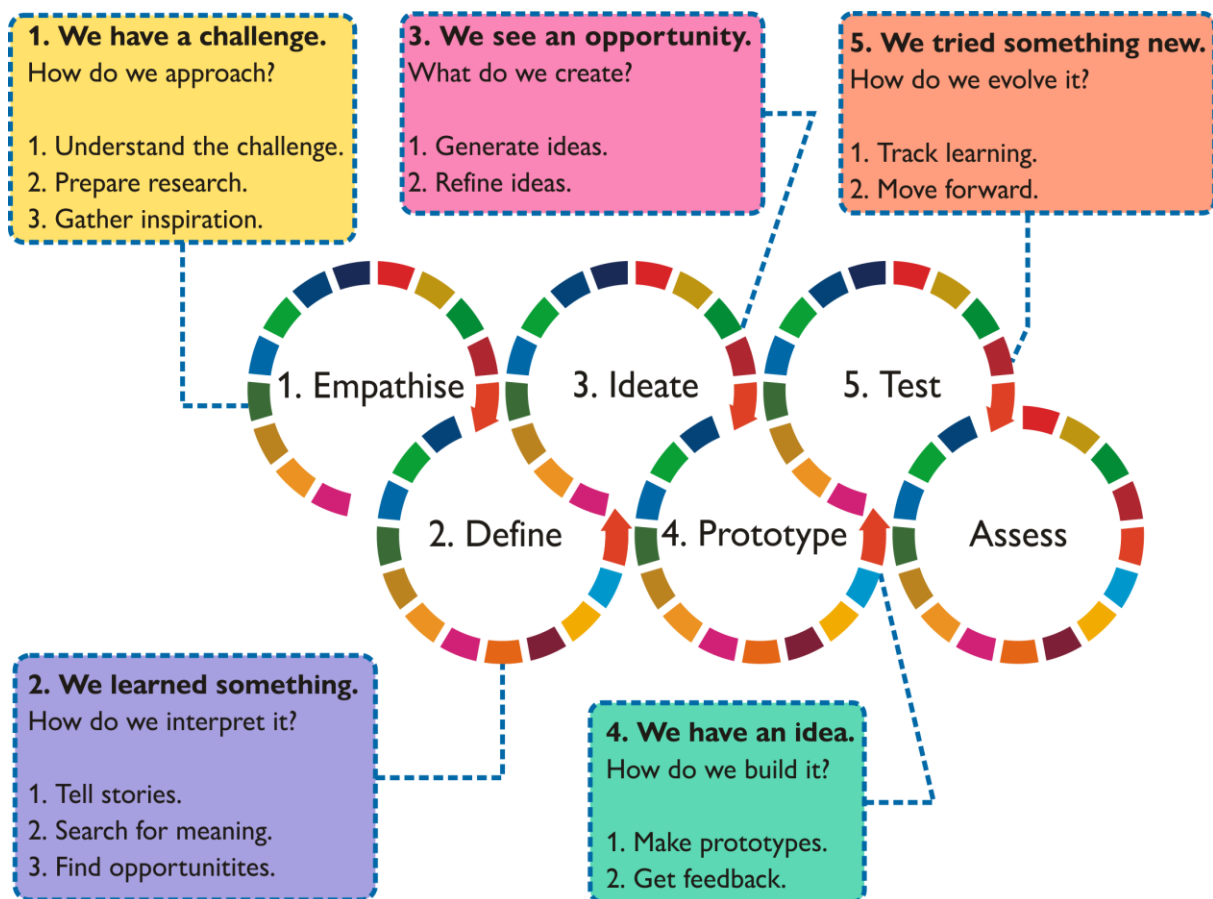 1. We have a challenge.
How do we approach?
1. Understand the challenge.
2. Prepare research.
3. Gather inspiration.
3. We see an opportunity.
What do we create?
1. Generate ideas.
2. Refine ideas.
5. We tried something new.
How do we evolve it?
1. Track learning.
2. Move forward.
1. Empathise
3. Ideate
5. Test
2. Define
4. Prototype
Assess
2. We learned something.
How do we interpret it?
1. Tell stories.
2. Search for meaning.
3. Find opportunitites.
4. We have an idea.
How do we build it?
1. Make prototypes.
2. Get feedback.